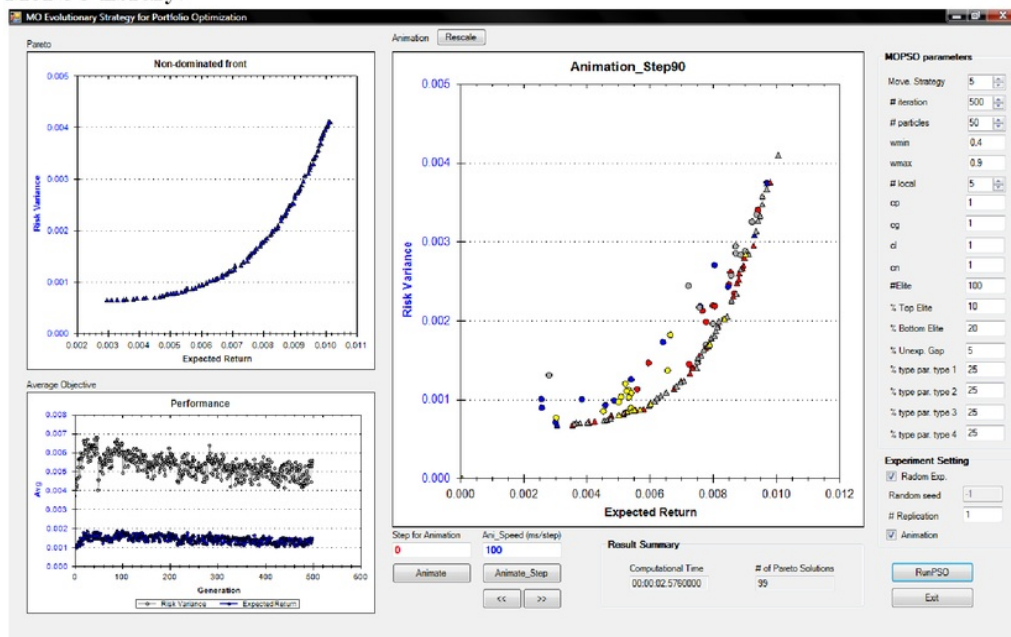 MO Evolutionary Strategy for Portfolio Optimization
Pareto
Non-dominated front
0.005
0.004
0.003
0.002
0.001
0.000
Risk Variance
0.002 0.003 0.004 0.005 0.006 0.007 0.008 0.009 0.010 0.011
Expected Return
Average Objective
Performance
0.008
0.007
0.006
0.005
0.004
0.003
0.002
0.001
0.000
Avg
0 100 200 300 400 500 600
Generation
Risk Variance Expected Return
Animation Rescale
Animation_Step90
0.005
0.004
0.003
0.002
0.001
0.000
Risk Variance
0.000 0.002 0.004 0.006 0.008 0.010 0.012
Expected Return
Step for Animation Ani_Speed (ms/step)
0 100
Animate Animate_Step
<< >>
Result Summary
Computational Time # of Pareto Solutions
00:00:02.5760000 99
MOPSO parameters
Move. Strategy 5
# iteration 500
# particles 50
wmin 0.4
wmax 0.9
# local 5
cp 1
cg 1
cl 1
cn 1
#Elite 100
% Top Elite 10
% Bottom Elite 20
% Unexp. Gap 5
% type par. type 1 25
% type par. type 2 25
% type par. type 3 25
% type par. type 4 25
Experiment Setting
Radom Exp.
Random seed -1
# Replication 1
Animation
RunPSO
Exit